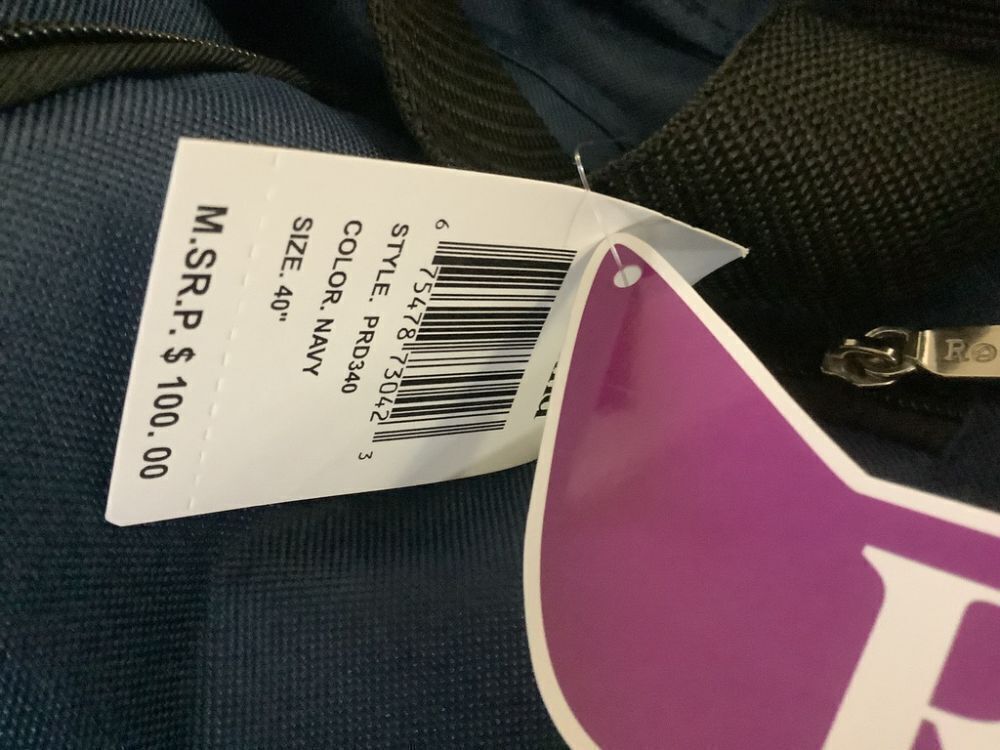 6 75478 73042 3
STYLE. PRD340
COLOR. NAVY
SIZE. 40"
M.SR.P. $ 100.00
R